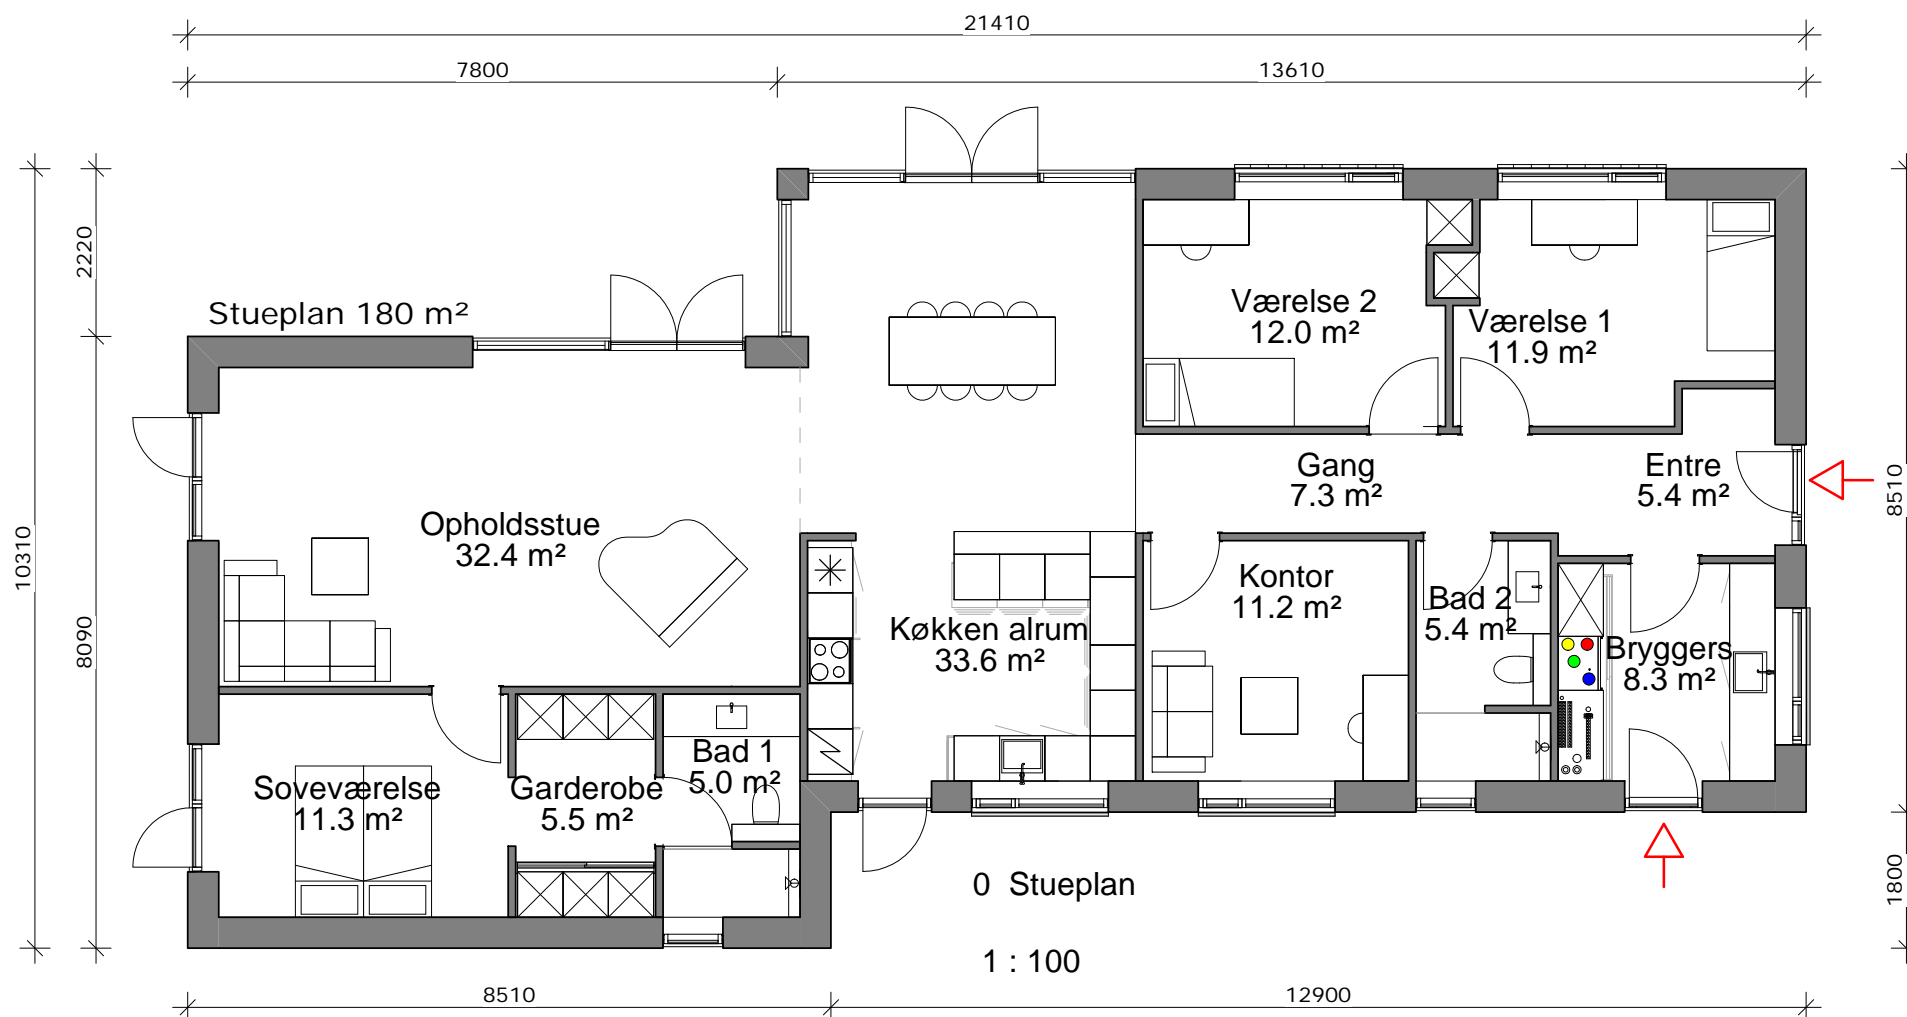 21410
7800
13610
2220
Stueplan 180 m²
Værelse 2
12.0 m²
Værelse 1
11.9 m²
Gang
7.3 m²
Entre
5.4 m²
8510
10310
8090
Opholdsstue
32.4 m²
Køkken alrum
33.6 m²
Kontor
11.2 m²
Bad 2
5.4 m²
Bryggers
8.3 m²
Soveværelse
11.3 m²
Garderobe
5.5 m²
Bad 1
5.0 m²
0 Stueplan
1 : 100
1800
8510
12900